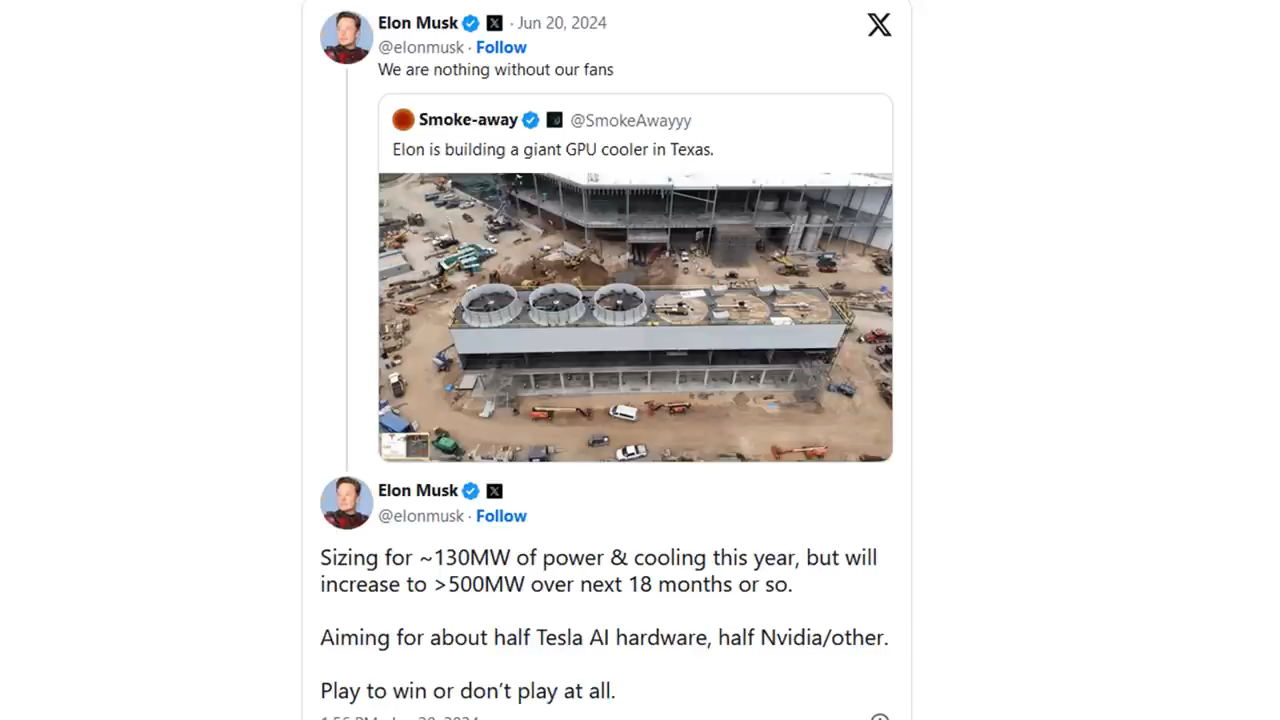 Elon Musk · Jun 20, 2024
@elonmusk · Follow
We are nothing without our fans
Smoke-away @SmokeAwayyy
Elon is building a giant GPU cooler in Texas.
Elon Musk
@elonmusk · Follow
Sizing for ~130MW of power & cooling this year, but will
increase to >500MW over next 18 months or so.
Aiming for about half Tesla AI hardware, half Nvidia/other.
Play to win or don’t play at all.